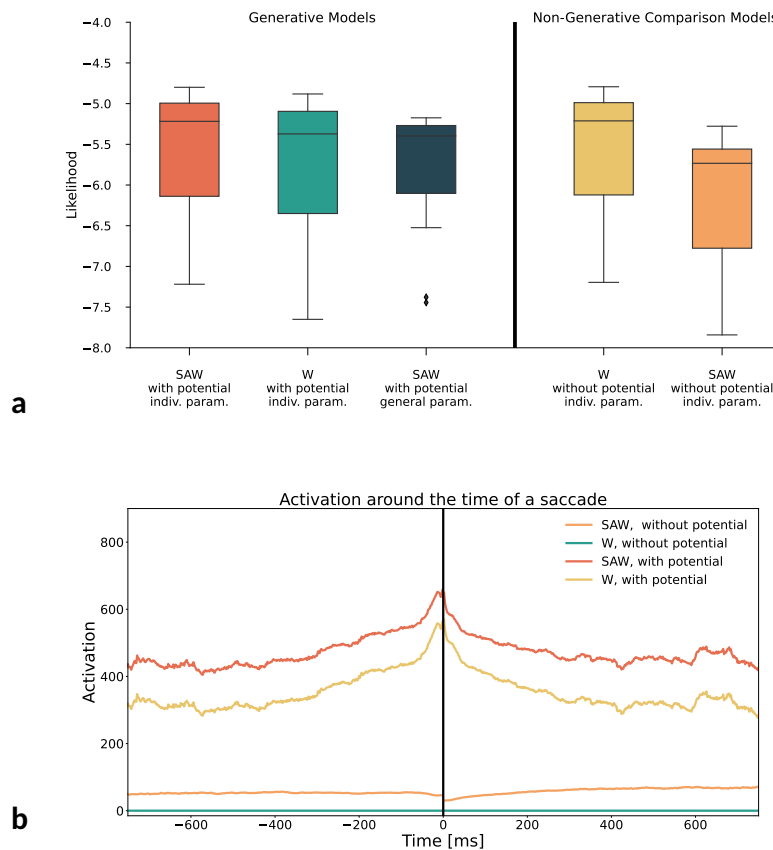 Generative Models
Non-Generative Comparison Models
−4.0
−4.5
−5.0
−5.5
−6.0
−6.5
−7.0
−7.5
−8.0
Likelihood
SAW
with potential
indiv. param.
W
with potential
indiv. param.
SAW
with potential
general param.
W
without potential
indiv. param.
SAW
without potential
indiv. param.
a
Activation around the time of a saccade
SAW, without potential
W, without potential
SAW, with potential
W, with potential
800
600
400
200
0
Activation
−600
−400
−200
0
200
400
600
Time [ms]
b